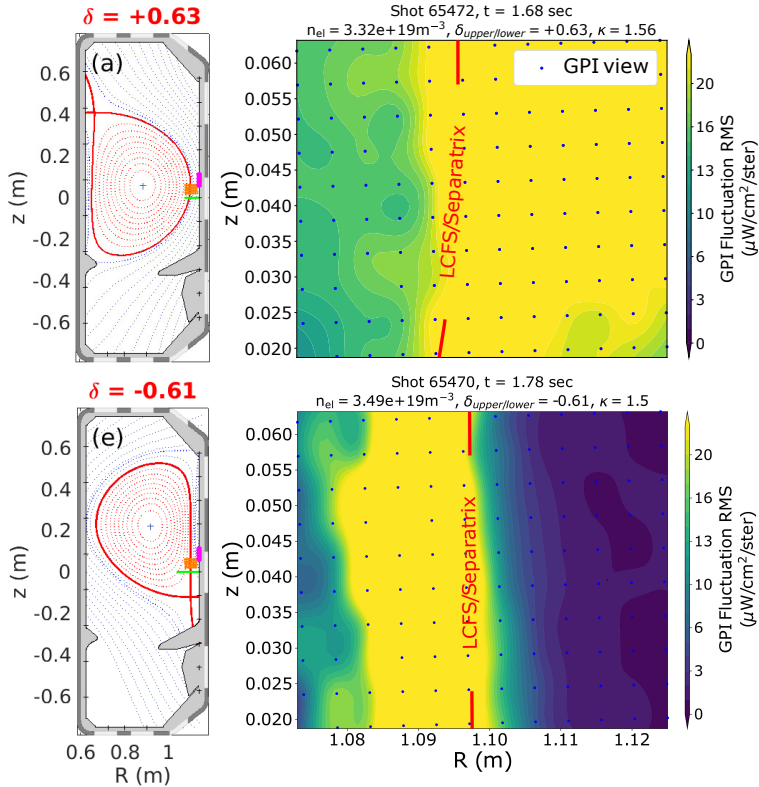 δ = +0.63
(a)
z (m)
0.6
0.4
0.2
0
-0.2
-0.4
-0.6
Shot 65472, t = 1.68 sec
n_el = 3.32e+19m⁻³, δ_upper/lower = +0.63, κ = 1.56
z (m)
0.060
0.055
0.050
0.045
0.040
0.035
0.030
0.025
0.020
GPI view
LCFS/Separatrix
20
16
13
10
6
3
0
GPI Fluctuation RMS
(μW/cm²/ster)
δ = -0.61
(e)
z (m)
0.6
0.4
0.2
0
-0.2
-0.4
-0.6
0.6 0.8 1
R (m)
Shot 65470, t = 1.78 sec
n_el = 3.49e+19m⁻³, δ_upper/lower = -0.61, κ = 1.5
z (m)
0.060
0.055
0.050
0.045
0.040
0.035
0.030
0.025
0.020
LCFS/Separatrix
1.08 1.09 1.10 1.11 1.12
R (m)
20
16
13
10
6
3
0
GPI Fluctuation RMS
(μW/cm²/ster)